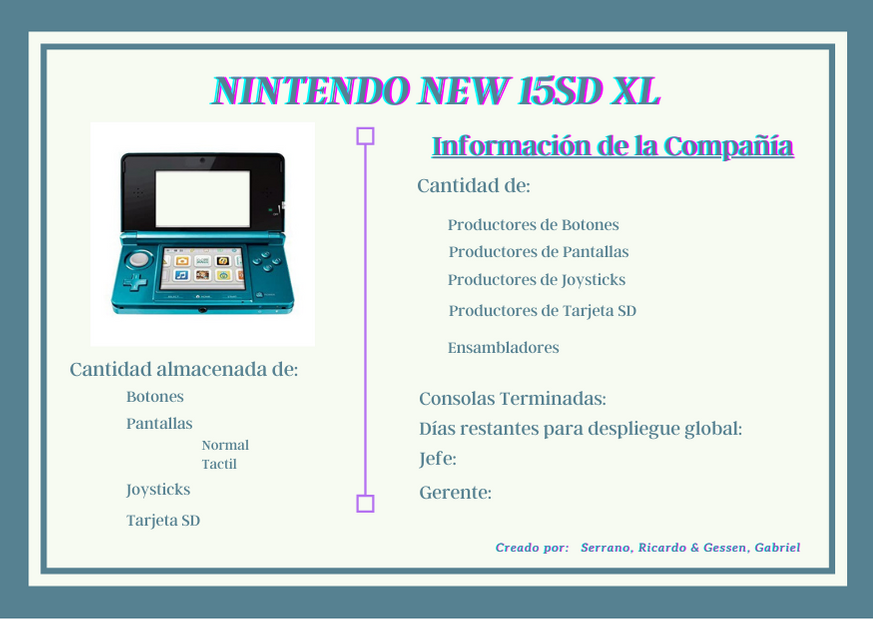 NINTENDO NEW 15SD XL
Cantidad almacenada de:
Botones
Pantallas
Normal
Tactil
Joysticks
Tarjeta SD
Información de la Compañía
Cantidad de:
Productores de Botones
Productores de Pantallas
Productores de Joysticks
Productores de Tarjeta SD
Ensambladores
Consolas Terminadas:
Días restantes para despliegue global:
Jefe:
Gerente:
Creado por: Serrano, Ricardo & Gessen, Gabriel